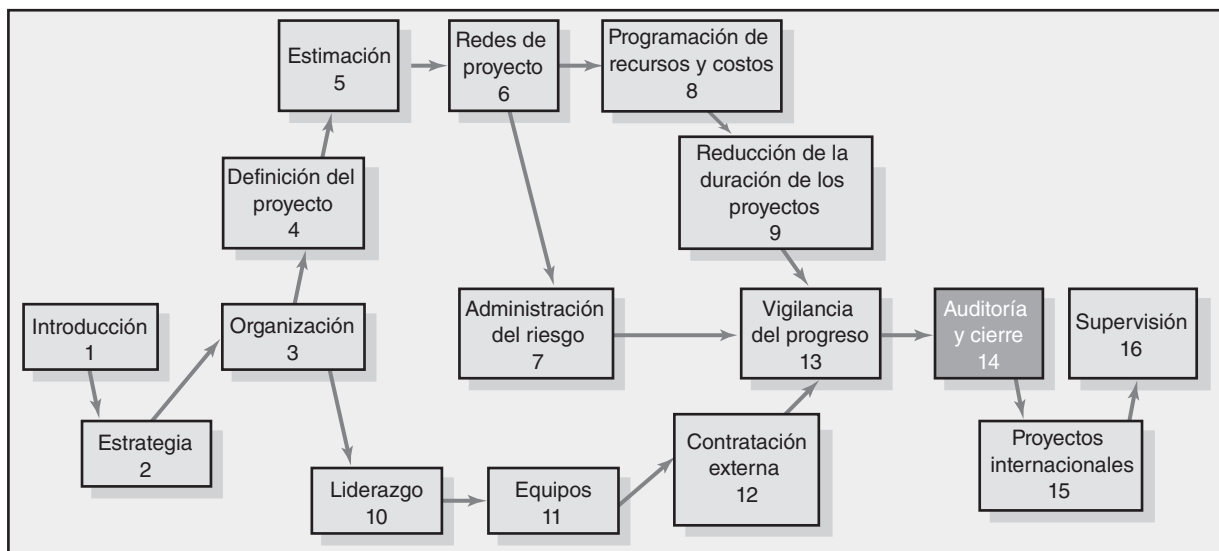 Estimación
5
Redes de
proyecto
6
Programación de
recursos y costos
8
Reducción de la
duración de los
proyectos
9
Definición del
proyecto
4
Introducción
1
Organización
3
Administración
del riesgo
7
Vigilancia
del progreso
13
Auditoría
y cierre
14
Supervisión
16
Estrategia
2
Liderazgo
10
Equipos
11
Contratación
externa
12
Proyectos
internacionales
15